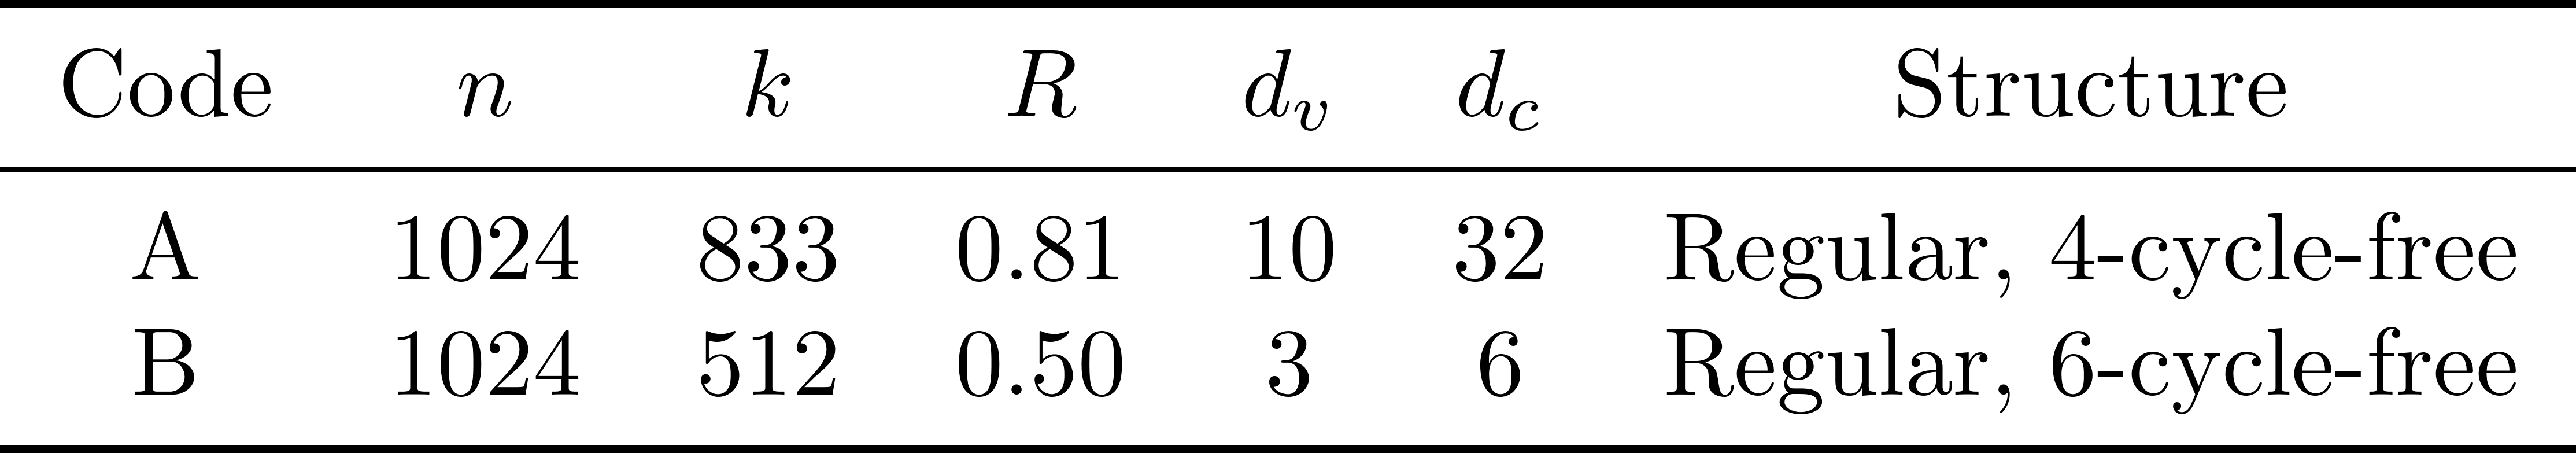 Code n k R d_v d_c Structure
A 1024 833 0.81 10 32 Regular, 4-cycle-free
B 1024 512 0.50 3 6 Regular, 6-cycle-free